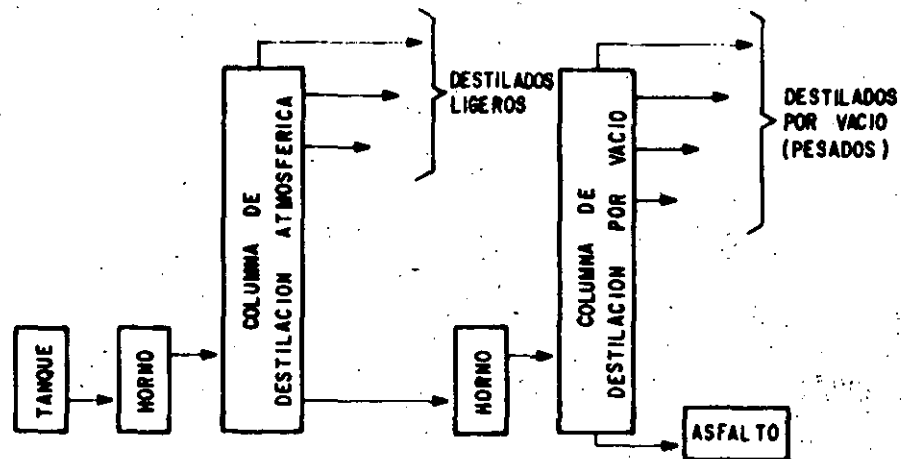 TANQUE
HORNO
COLUMNA DE
DESTILACION ATMOSFERICA
DESTILADOS
LIGEROS
HORNO
COLUMNA DE
DESTILACION POR VACIO
DESTILADOS
POR VACIO
(PESADOS)
ASFALTO